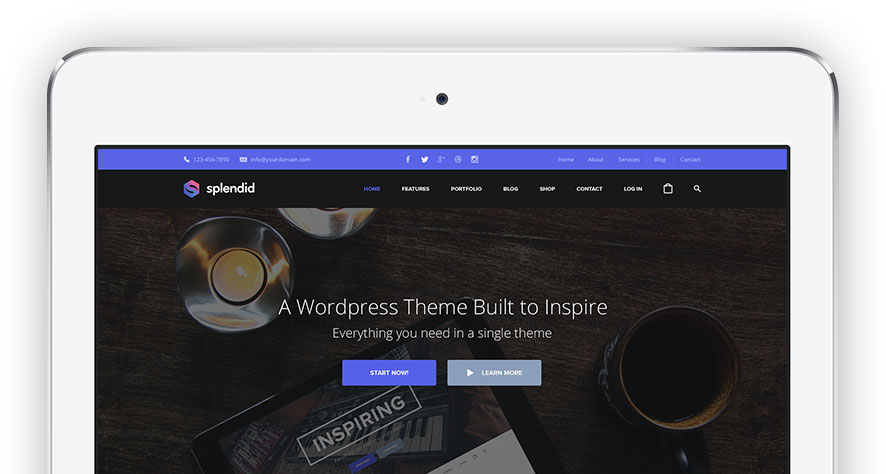 123-456-7890 info@yourdomain.com Home About Services Blog Contact
splendid HOME FEATURES PORTFOLIO BLOG SHOP CONTACT LOG IN
A Wordpress Theme Built to Inspire
Everything you need in a single theme
START NOW! LEARN MORE
INSPIRING